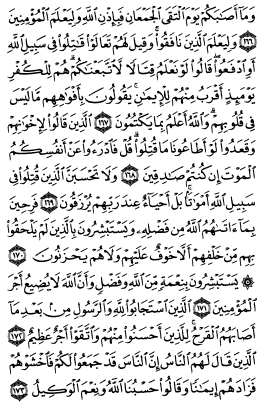 وَمَآ أَصَـٰبَكُمْ يَوْمَ ٱلْتَقَى ٱلْجَمْعَانِ فَبِإِذْنِ ٱللَّهِ وَلِيَعْلَمَ ٱلْمُؤْمِنِينَ
١٦٦ وَلِيَعْلَمَ ٱلَّذِينَ نَافَقُوا۟ وَقِيلَ لَهُمْ تَعَالَوْا۟ قَـٰتِلُوا۟ فِى سَبِيلِ ٱللَّهِ
أَوِ ٱدْفَعُوا۟ قَالُوا۟ لَوْ نَعْلَمُ قِتَالًا لَّٱتَّبَعْنَـٰكُمْ هُمْ لِلْكُفْرِ
يَوْمَئِذٍ أَقْرَبُ مِنْهُمْ لِلْإِيمَـٰنِ يَقُولُونَ بِأَفْوَٰهِهِم مَّا لَيْسَ
فِى قُلُوبِهِمْ وَٱللَّهُ أَعْلَمُ بِمَا يَكْتُمُونَ ١٦٧ ٱلَّذِينَ قَالُوا۟ لِإِخْوَٰنِهِمْ
وَقَعَدُوا۟ لَوْ أَطَاعُونَا مَا قُتِلُوا۟ قُلْ فَٱدْرَءُوا۟ عَنْ أَنفُسِكُمُ
ٱلْمَوْتَ إِن كُنتُمْ صَـٰدِقِينَ ١٦٨ وَلَا تَحْسَبَنَّ ٱلَّذِينَ قُتِلُوا۟ فِى
سَبِيلِ ٱللَّهِ أَمْوَٰتًۢا بَلْ أَحْيَآءٌ عِندَ رَبِّهِمْ يُرْزَقُونَ ١٦٩ فَرِحِينَ
بِمَآ ءَاتَىٰهُمُ ٱللَّهُ مِن فَضْلِهِۦ وَيَسْتَبْشِرُونَ بِٱلَّذِينَ لَمْ يَلْحَقُوا۟
بِهِم مِّنْ خَلْفِهِمْ أَلَّا خَوْفٌ عَلَيْهِمْ وَلَا هُمْ يَحْزَنُونَ ١٧٠
۞ يَسْتَبْشِرُونَ بِنِعْمَةٍ مِّنَ ٱللَّهِ وَفَضْلٍ وَأَنَّ ٱللَّهَ لَا يُضِيعُ أَجْرَ
ٱلْمُؤْمِنِينَ ١٧١ ٱلَّذِينَ ٱسْتَجَابُوا۟ لِلَّهِ وَٱلرَّسُولِ مِنۢ بَعْدِ مَآ
أَصَابَهُمُ ٱلْقَرْحُ لِلَّذِينَ أَحْسَنُوا۟ مِنْهُمْ وَٱتَّقَوْا۟ أَجْرٌ عَظِيمٌ ١٧٢
ٱلَّذِينَ قَالَ لَهُمُ ٱلنَّاسُ إِنَّ ٱلنَّاسَ قَدْ جَمَعُوا۟ لَكُمْ فَٱخْشَوْهُمْ
فَزَادَهُمْ إِيمَـٰنًا وَقَالُوا۟ حَسْبُنَا ٱللَّهُ وَنِعْمَ ٱلْوَكِيلُ ١٧٣